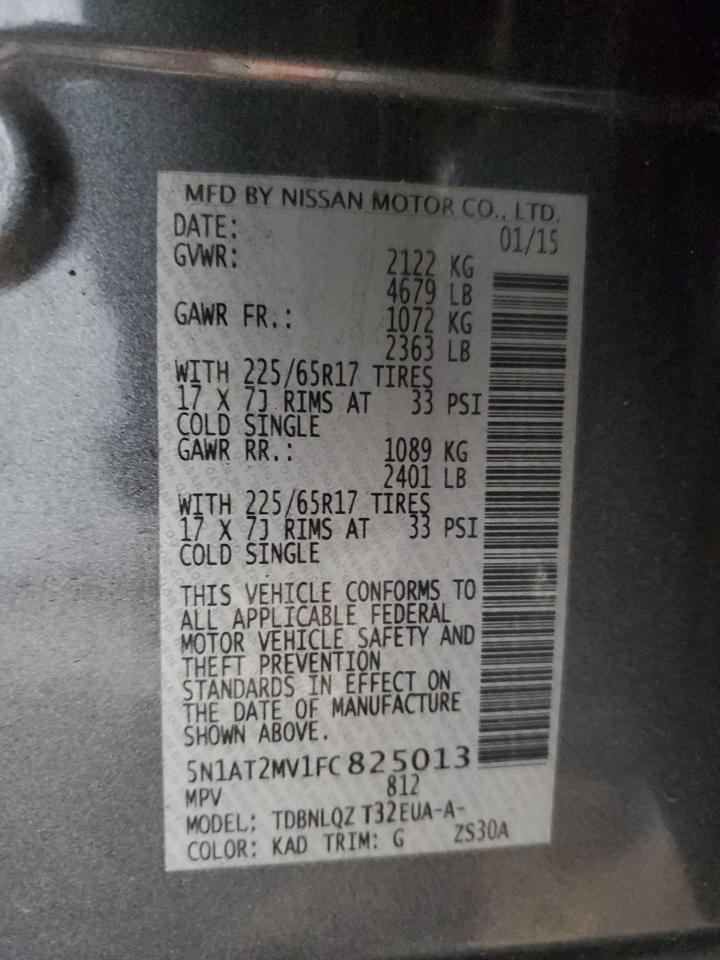 MFD BY NISSAN MOTOR CO., LTD.
DATE: 01/15
GVWR: 2122 KG
4679 LB
GAWR FR.: 1072 KG
2363 LB
WITH 225/65R17 TIRES
17 X 7J RIMS AT 33 PSI
COLD SINGLE
GAWR RR.: 1089 KG
2401 LB
WITH 225/65R17 TIRES
17 X 7J RIMS AT 33 PSI
COLD SINGLE
THIS VEHICLE CONFORMS TO
ALL APPLICABLE FEDERAL
MOTOR VEHICLE SAFETY AND
THEFT PREVENTION
STANDARDS IN EFFECT ON
THE DATE OF MANUFACTURE
SHOWN ABOVE.
5N1AT2MV1FC825013
MPV 812
MODEL: TDBNLQZ T32EUA-A-
COLOR: KAD TRIM: G ZS30A